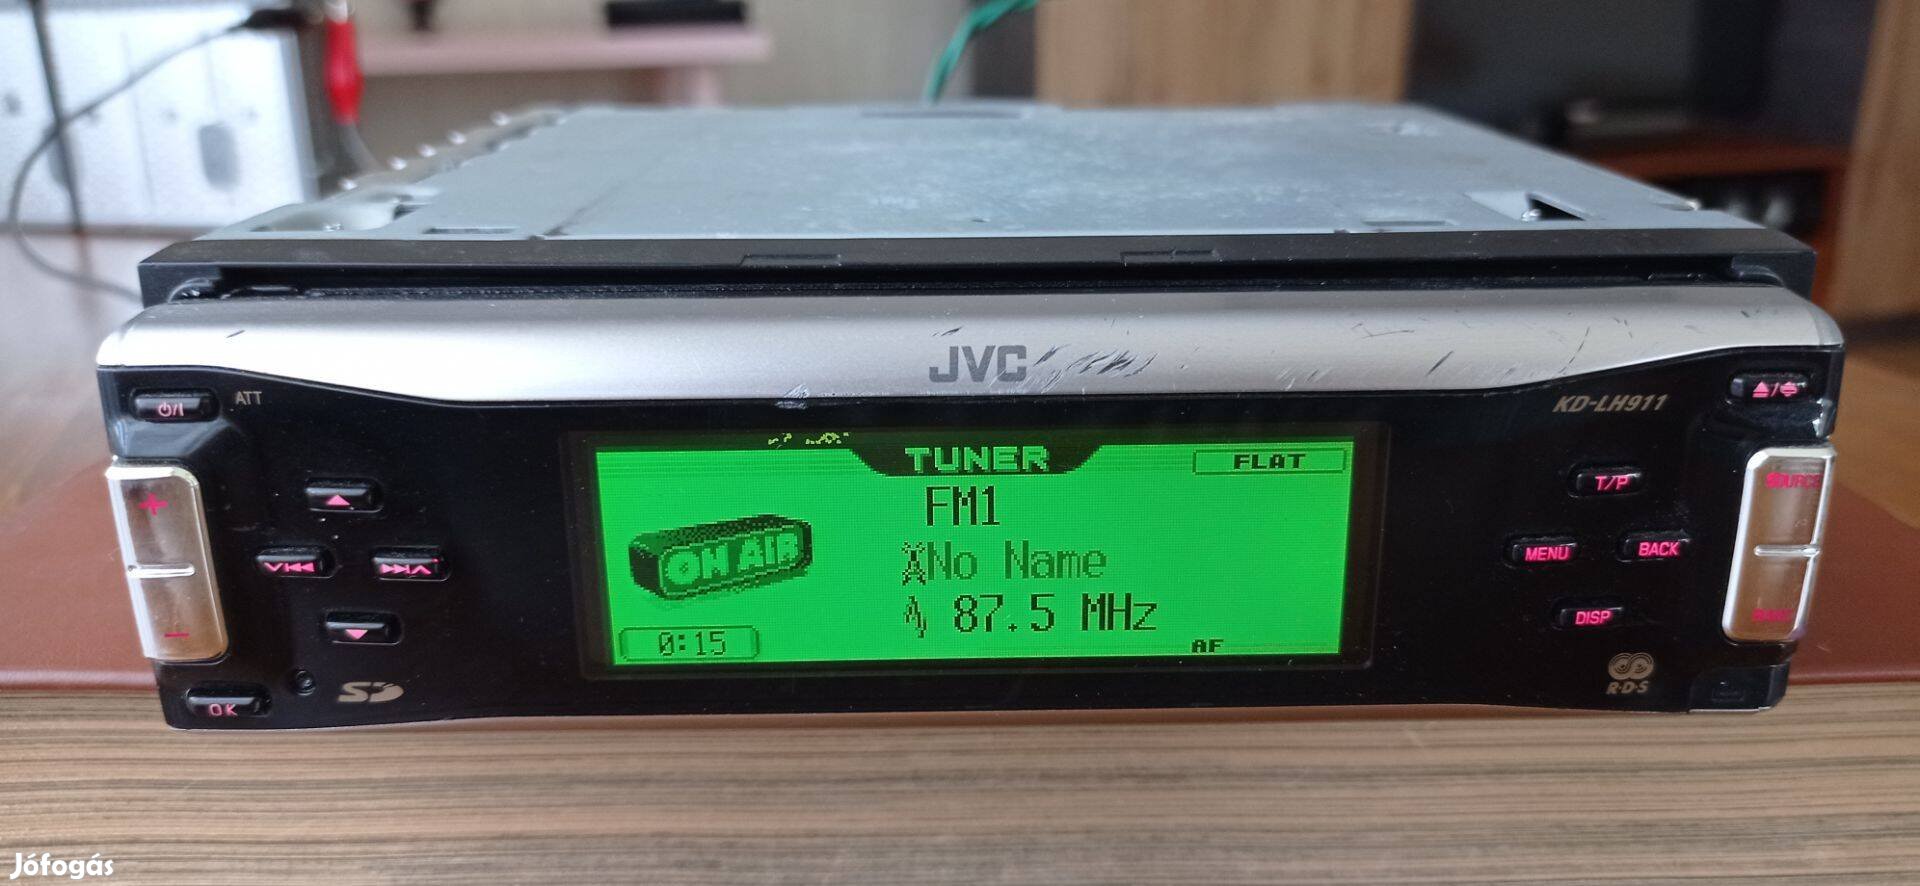 JVC
ATT
KD-LH911
TUNER
FLAT
FM1
T/P
ON AIR
No Name
MENU
BACK
87.5 MHz
DISP
0:15
AF
SOURCE
R·D·S
SD
OK
Jófogás